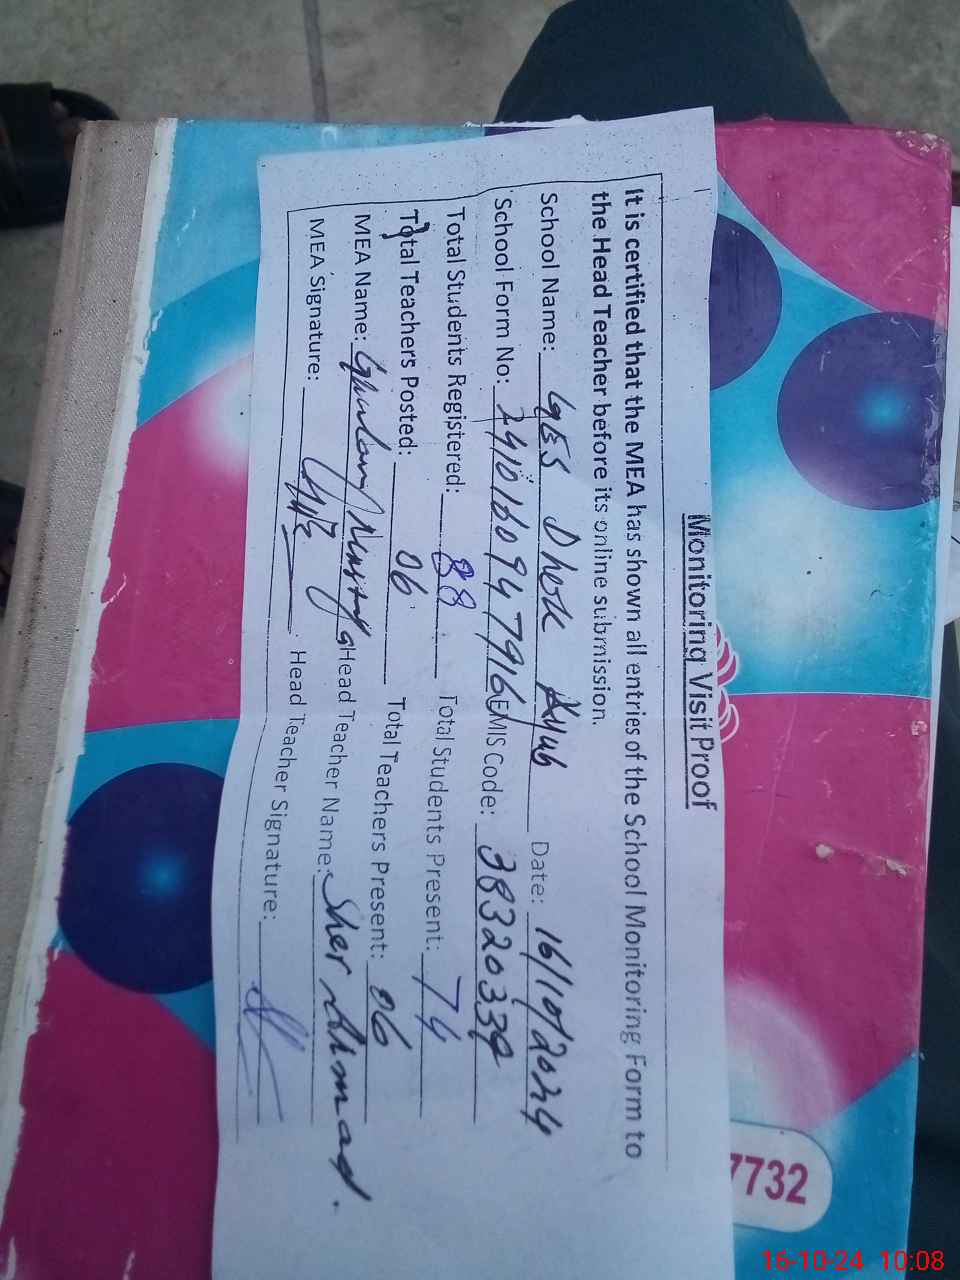 Monitoring Visit Proof
It is certified that the MEA has shown all entries of the School Monitoring Form to
the Head Teacher before its online submission.
School Name: GES Dhok Date: 16/10/2024
School Form No: 24101609447916 EMIS Code: 38320339
Total Students Registered: 88 Total Students Present: 74
Total Teachers Posted: 06 Total Teachers Present: 06
MEA Name: Ghulam Head Teacher Name: Sher Ahmad.
MEA Signature: Head Teacher Signature:
7732
16-10-24 10:08